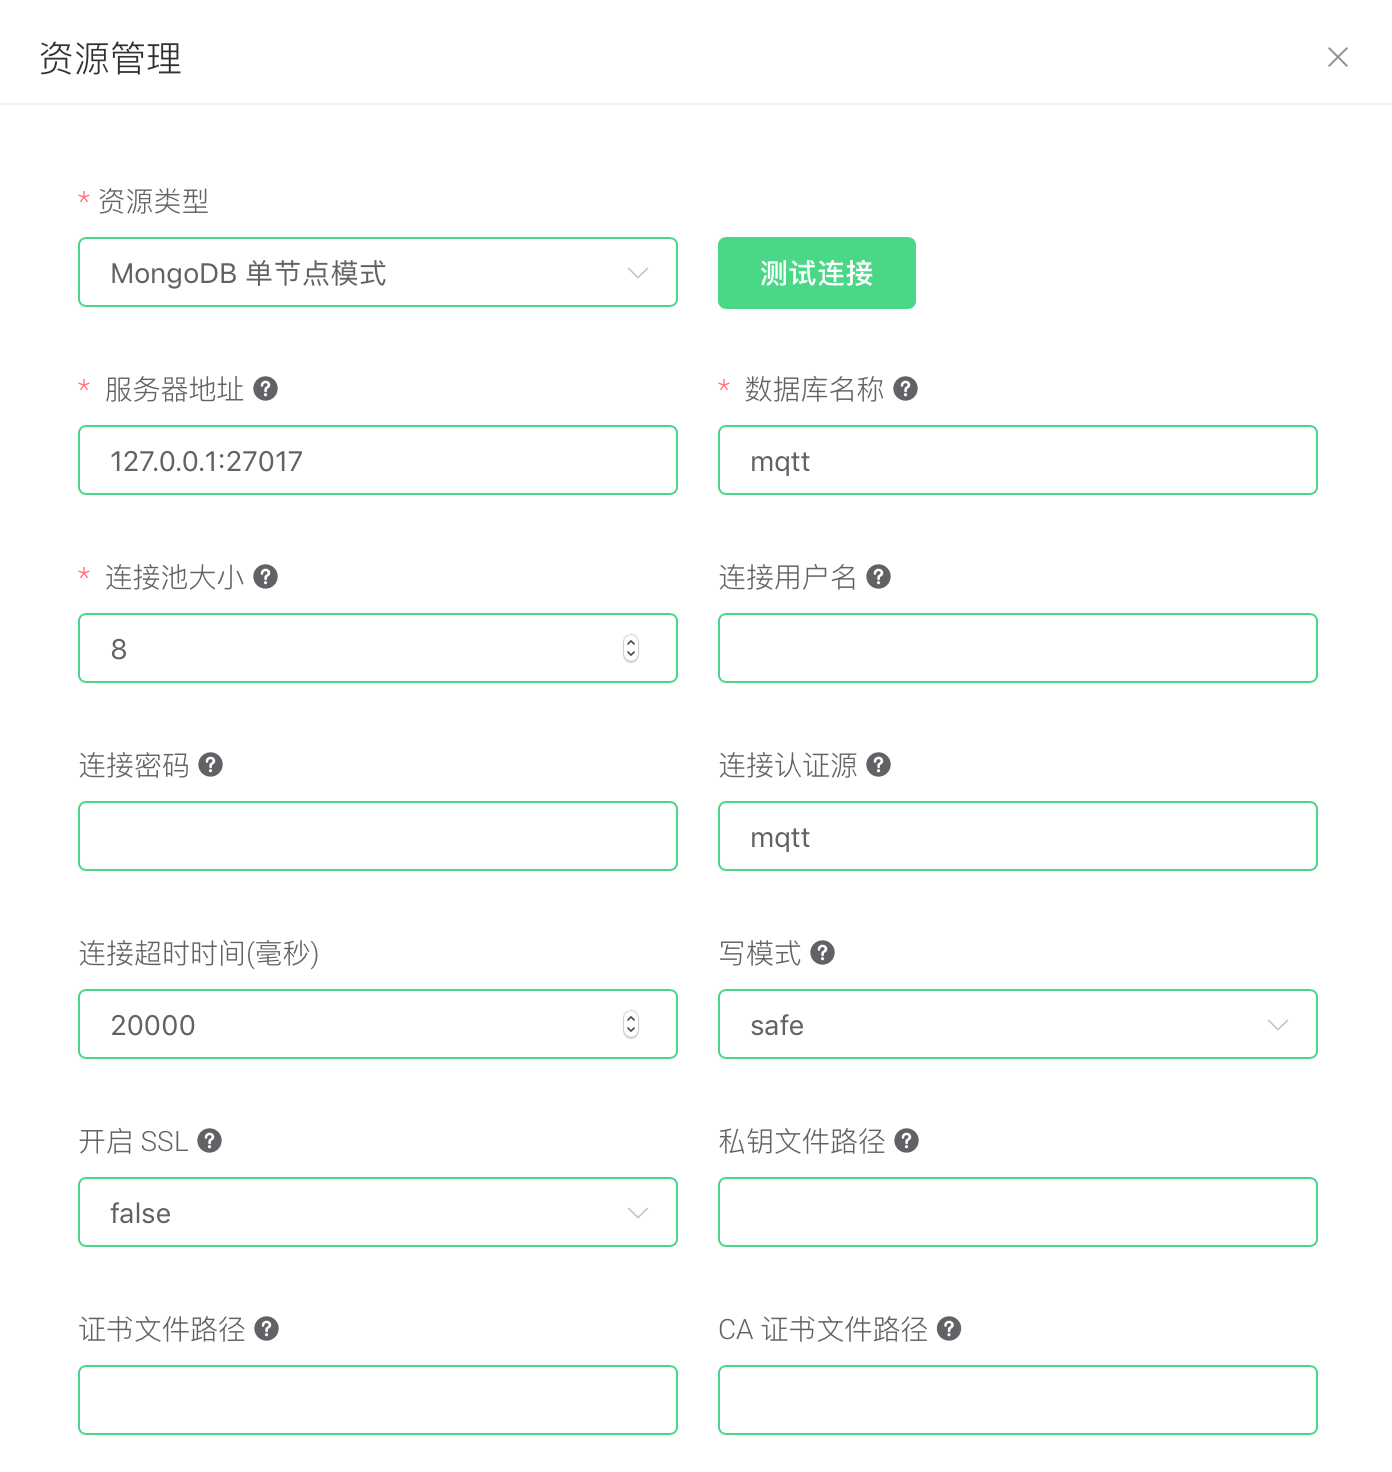 资源管理
* 资源类型
MongoDB 单节点模式
测试连接
* 服务器地址
* 数据库名称
127.0.0.1:27017
mqtt
* 连接池大小
连接用户名
8
连接密码
连接认证源
mqtt
连接超时时间(毫秒)
写模式
20000
safe
开启 SSL
私钥文件路径
false
证书文件路径
CA 证书文件路径